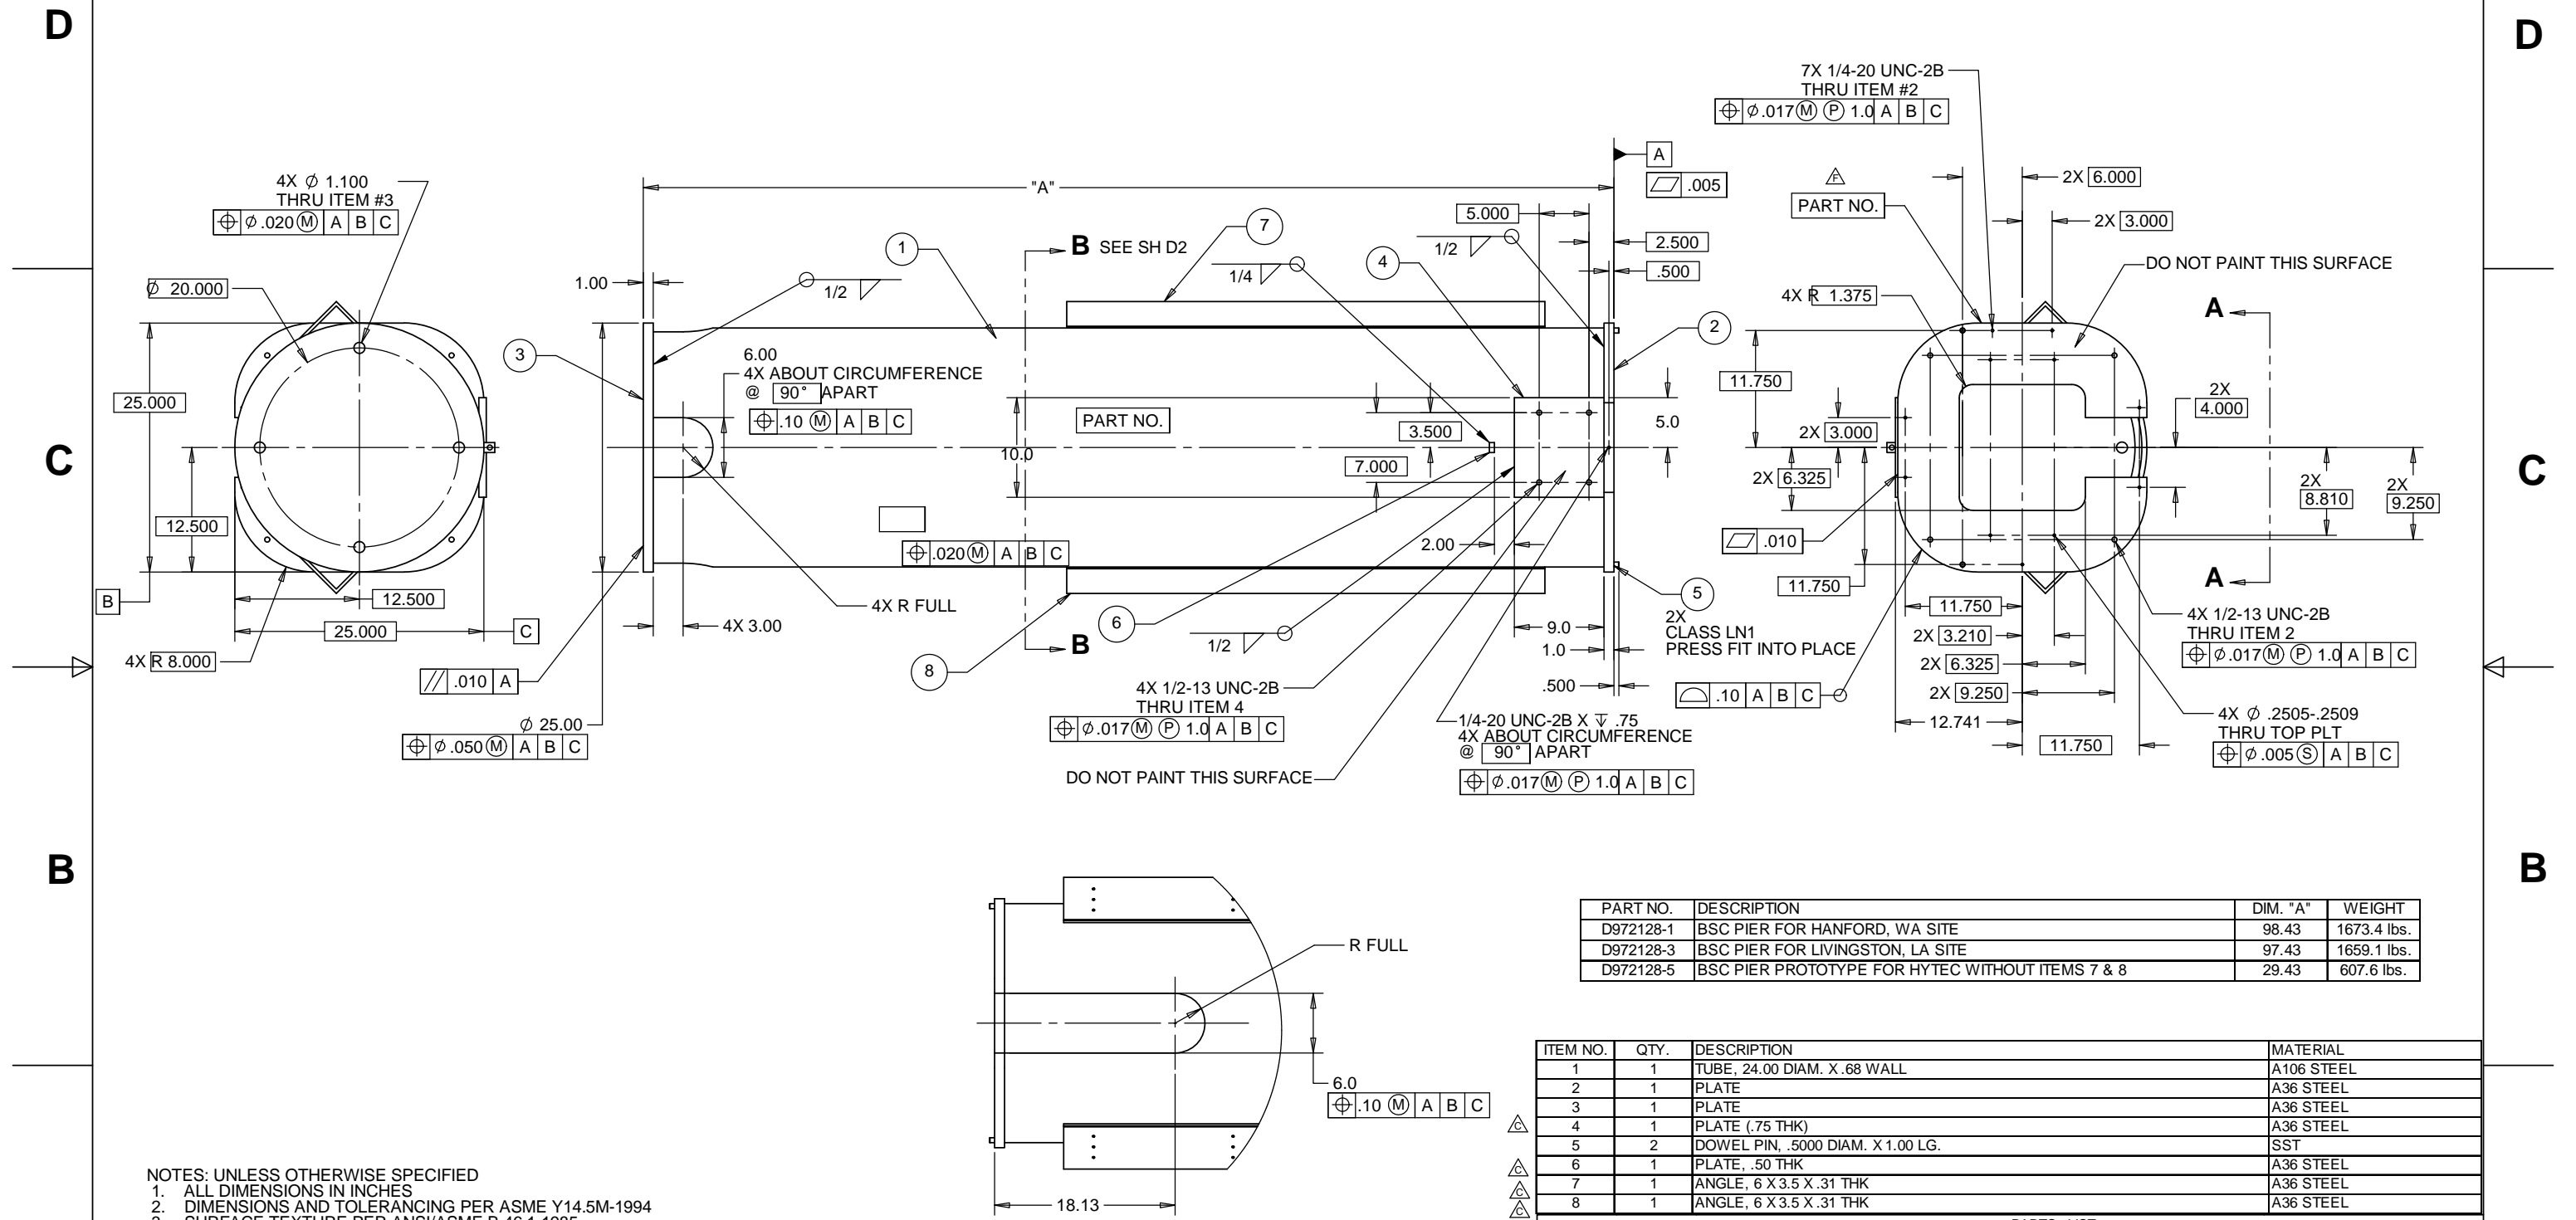 D
D
7X 1/4-20 UNC-2B
THRU ITEM #2
⌖ ∅ .017 Ⓜ Ⓟ 1.0 A B C
4X ∅ 1.100
THRU ITEM #3
⌖ ∅ .020 Ⓜ A B C
"A"
A
⏥ .005
F
PART NO.
2X 6.000
2X 3.000
5.000
7
1
B SEE SH D2
1/2
2.500
4
.500
1/4
DO NOT PAINT THIS SURFACE
1.00
1/2
∅ 20.000
4X R 1.375
A
2
3
6.00
4X ABOUT CIRCUMFERENCE
@ 90° APART
⌖ .10 Ⓜ A B C
PART NO.
25.000
11.750
2X
4.000
5.0
3.500
2X 3.000
C
10.0
C
7.000
2X 6.325
2X
8.810
2X
9.250
12.500
⌖ .020 Ⓜ A B C
2.00
⏥ .010
A
11.750
B
12.500
25.000
C
4X R FULL
4X 3.00
6
5
2X
CLASS LN1
PRESS FIT INTO PLACE
11.750
4X 1/2-13 UNC-2B
THRU ITEM 2
⌖ ∅ .017 Ⓜ Ⓟ 1.0 A B C
9.0
1/2
B
1.0
2X 3.210
4X R 8.000
8
2X 6.325
// .010 A
.500
⌓ .10 A B C
2X 9.250
4X 1/2-13 UNC-2B
THRU ITEM 4
⌖ ∅ .017 Ⓜ Ⓟ 1.0 A B C
∅ 25.00
⌖ ∅ .050 Ⓜ A B C
1/4-20 UNC-2B X ↧ .75
4X ABOUT CIRCUMFERENCE
@ 90° APART
⌖ ∅ .017 Ⓜ Ⓟ 1.0 A B C
12.741
11.750
4X ∅ .2505-.2509
THRU TOP PLT
⌖ ∅ .005 Ⓢ A B C
DO NOT PAINT THIS SURFACE
B
B
R FULL
6.0
⌖ .10 Ⓜ A B C
18.13
PART NO. DESCRIPTION DIM. "A" WEIGHT
D972128-1 BSC PIER FOR HANFORD, WA SITE 98.43 1673.4 lbs.
D972128-3 BSC PIER FOR LIVINGSTON, LA SITE 97.43 1659.1 lbs.
D972128-5 BSC PIER PROTOTYPE FOR HYTEC WITHOUT ITEMS 7 & 8 29.43 607.6 lbs.
ITEM NO. QTY. DESCRIPTION MATERIAL
1 1 TUBE, 24.00 DIAM. X .68 WALL A106 STEEL
2 1 PLATE A36 STEEL
3 1 PLATE A36 STEEL
C 4 1 PLATE (.75 THK) A36 STEEL
5 2 DOWEL PIN, .5000 DIAM. X 1.00 LG. SST
C 6 1 PLATE, .50 THK A36 STEEL
C 7 1 ANGLE, 6 X 3.5 X .31 THK A36 STEEL
C 8 1 ANGLE, 6 X 3.5 X .31 THK A36 STEEL
NOTES: UNLESS OTHERWISE SPECIFIED
1. ALL DIMENSIONS IN INCHES
2. DIMENSIONS AND TOLERANCING PER ASME Y14.5M-1994